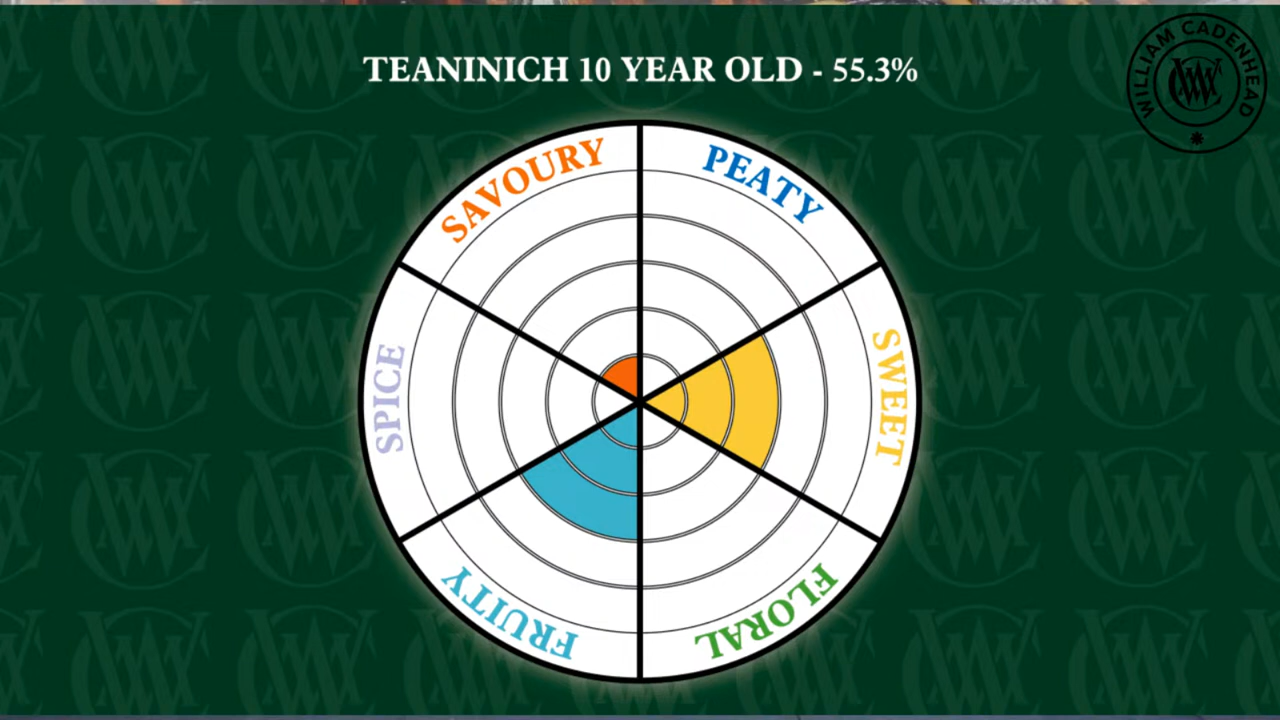 TEANINICH 10 YEAR OLD - 55.3%
WILLIAM CADENHEAD
SAVOURY
PEATY
SPICE
SWEET
FRUITY
FLORAL